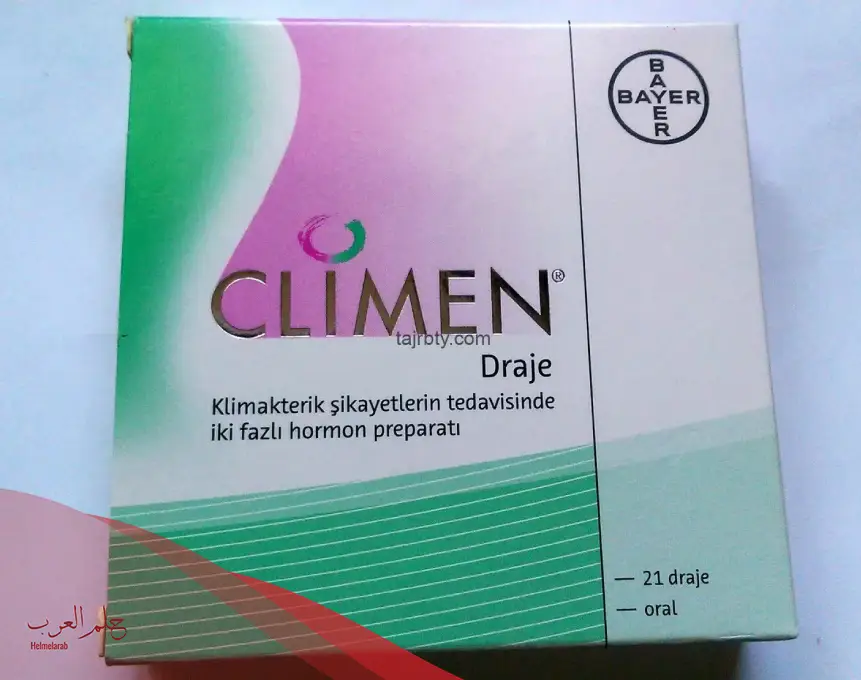 BAYER
BAYER
CLIMEN®
tajrbty.com
Draje
Klimakterik şikayetlerin tedavisinde
iki fazlı hormon preparatı
— 21 draje
— oral
حلم العرب
Helmelarab